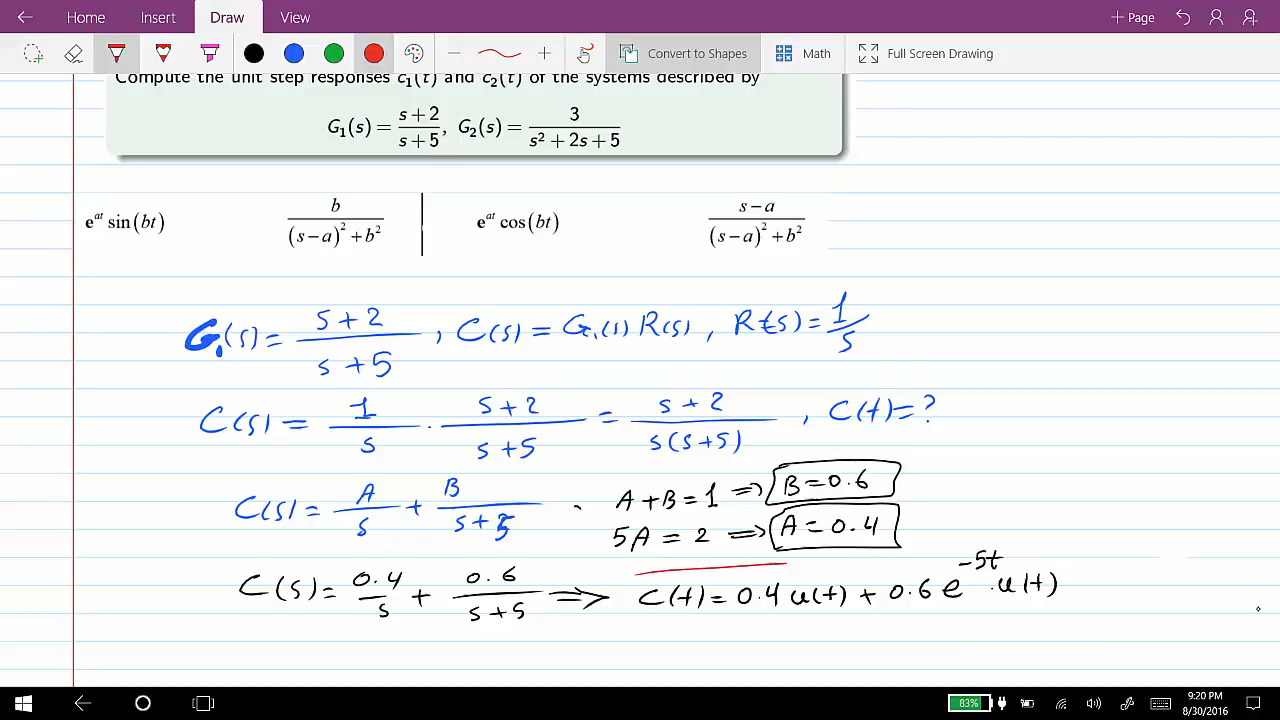 Home Insert Draw View + Page
Convert to Shapes Math Full Screen Drawing
Compute the unit step responses c₁(t) and c₂(t) of the systems described by
G₁(s) = (s+2)/(s+5), G₂(s) = 3/(s²+2s+5)
e^{at} sin(bt) b/((s−a)²+b²) e^{at} cos(bt) (s−a)/((s−a)²+b²)
G₁(s) = (s+2)/(s+5), C(s) = G₁(s) R(s), R(s) = 1/s
C(s) = 1/s · (s+2)/(s+5) = (s+2)/(s(s+5)), C(t) = ?
C(s) = A/s + B/(s+5) . A+B=1 ⇒ B=0.6
5A = 2 ⇒ A=0.4
C(s) = 0.4/s + 0.6/(s+5) ⇒ C(t) = 0.4 u(t) + 0.6 e^{-5t} · u(t)
83% 9:20 PM
8/30/2016